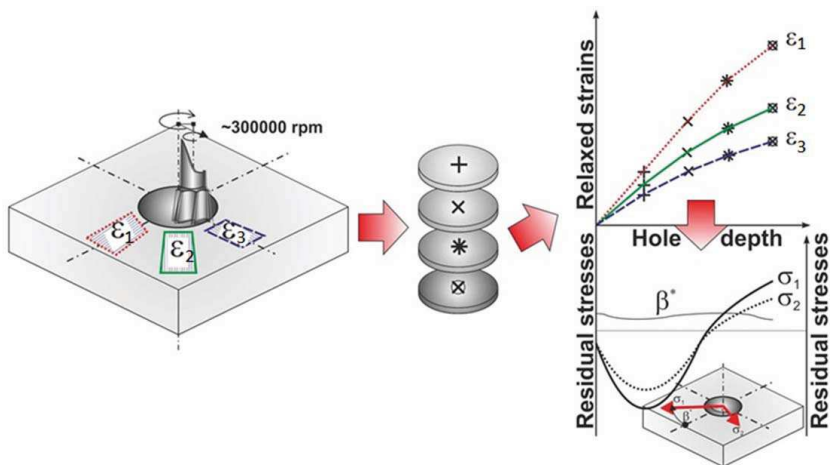 ~300000 rpm
ε1
ε2
ε3
Relaxed strains
ε1
ε2
ε3
Hole depth
Residual stresses
Residual stresses
σ1
σ2
β*
σ1
β